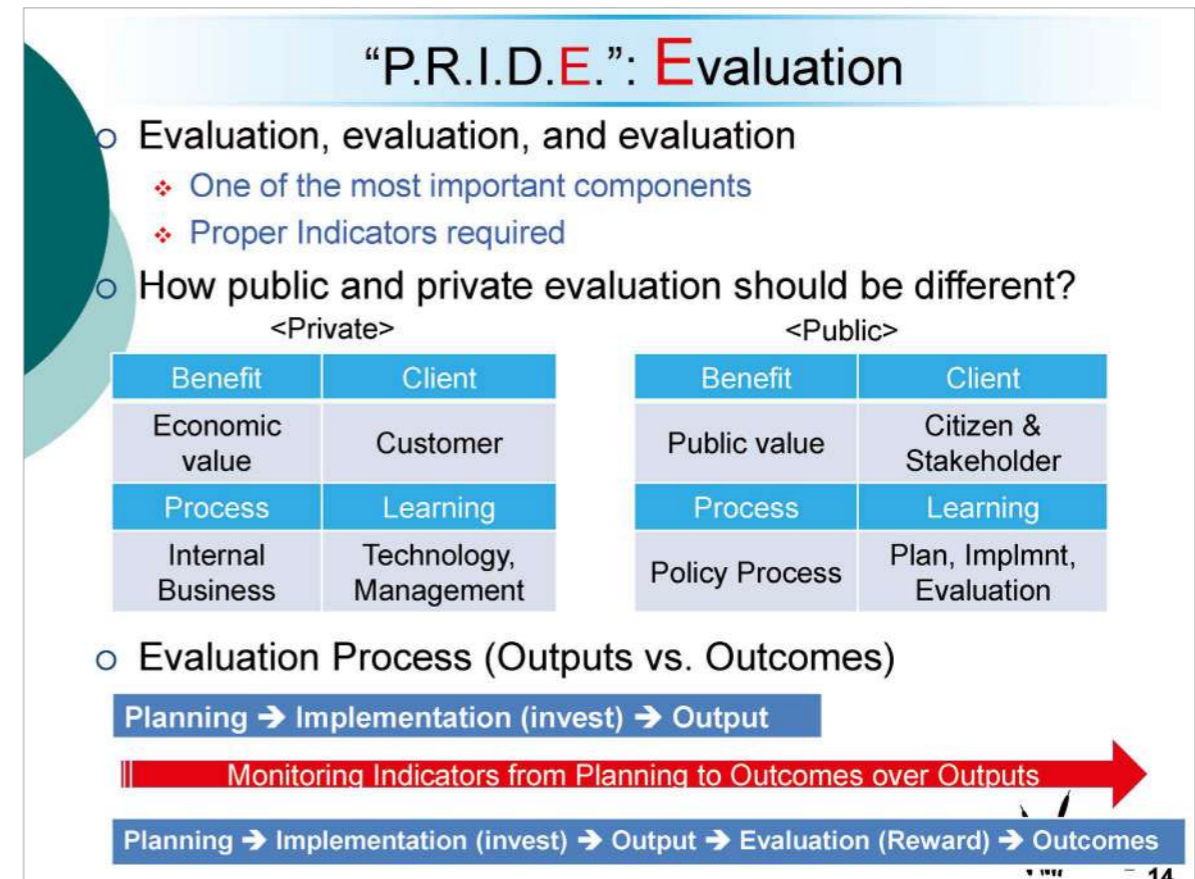 “P.R.I.D.E.”: Evaluation
Evaluation, evaluation, and evaluation
One of the most important components
Proper Indicators required
How public and private evaluation should be different?
<Private>
Benefit Client
Economic value Customer
Process Learning
Internal Business Technology, Management
<Public>
Benefit Client
Public value Citizen & Stakeholder
Process Learning
Policy Process Plan, Implmnt, Evaluation
Evaluation Process (Outputs vs. Outcomes)
Planning ➔ Implementation (invest) ➔ Output
Monitoring Indicators from Planning to Outcomes over Outputs
Planning ➔ Implementation (invest) ➔ Output ➔ Evaluation (Reward) ➔ Outcomes
14